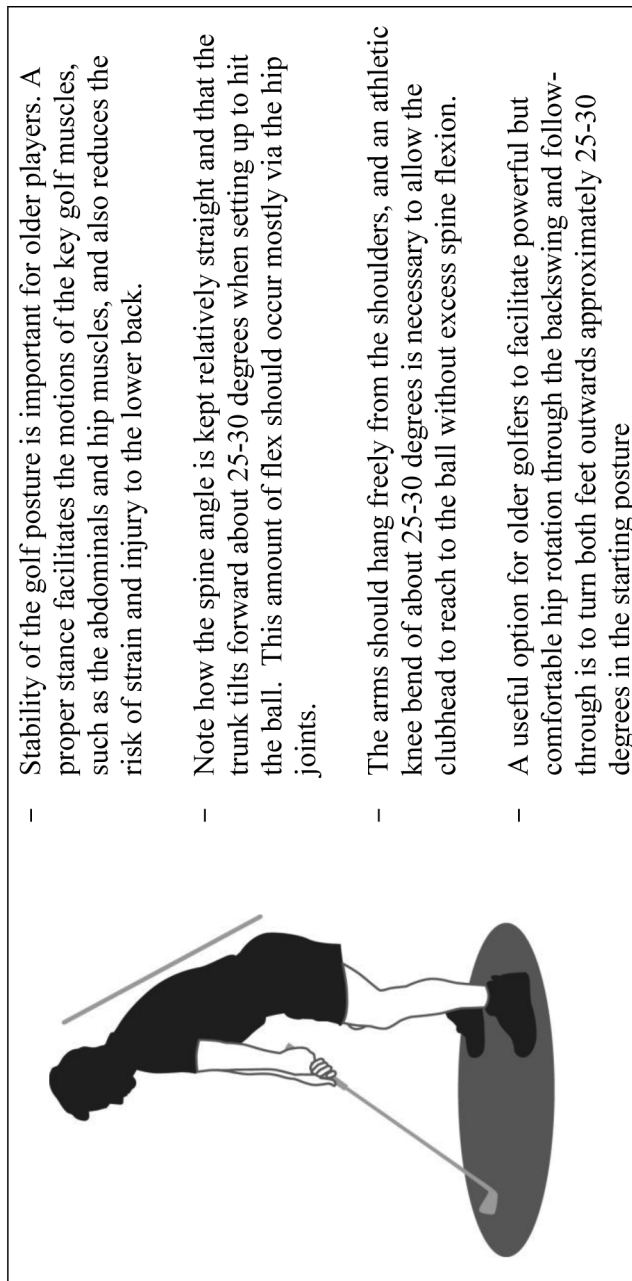 – Stability of the golf posture is important for older players. A
proper stance facilitates the motions of the key golf muscles,
such as the abdominals and hip muscles, and also reduces the
risk of strain and injury to the lower back.
– Note how the spine angle is kept relatively straight and that the
trunk tilts forward about 25-30 degrees when setting up to hit
the ball.  This amount of flex should occur mostly via the hip
joints.
– The arms should hang freely from the shoulders, and an athletic
knee bend of about 25-30 degrees is necessary to allow the
clubhead to reach to the ball without excess spine flexion.
– A useful option for older golfers to facilitate powerful but
comfortable hip rotation through the backswing and follow-
through is to turn both feet outwards approximately 25-30
degrees in the starting posture